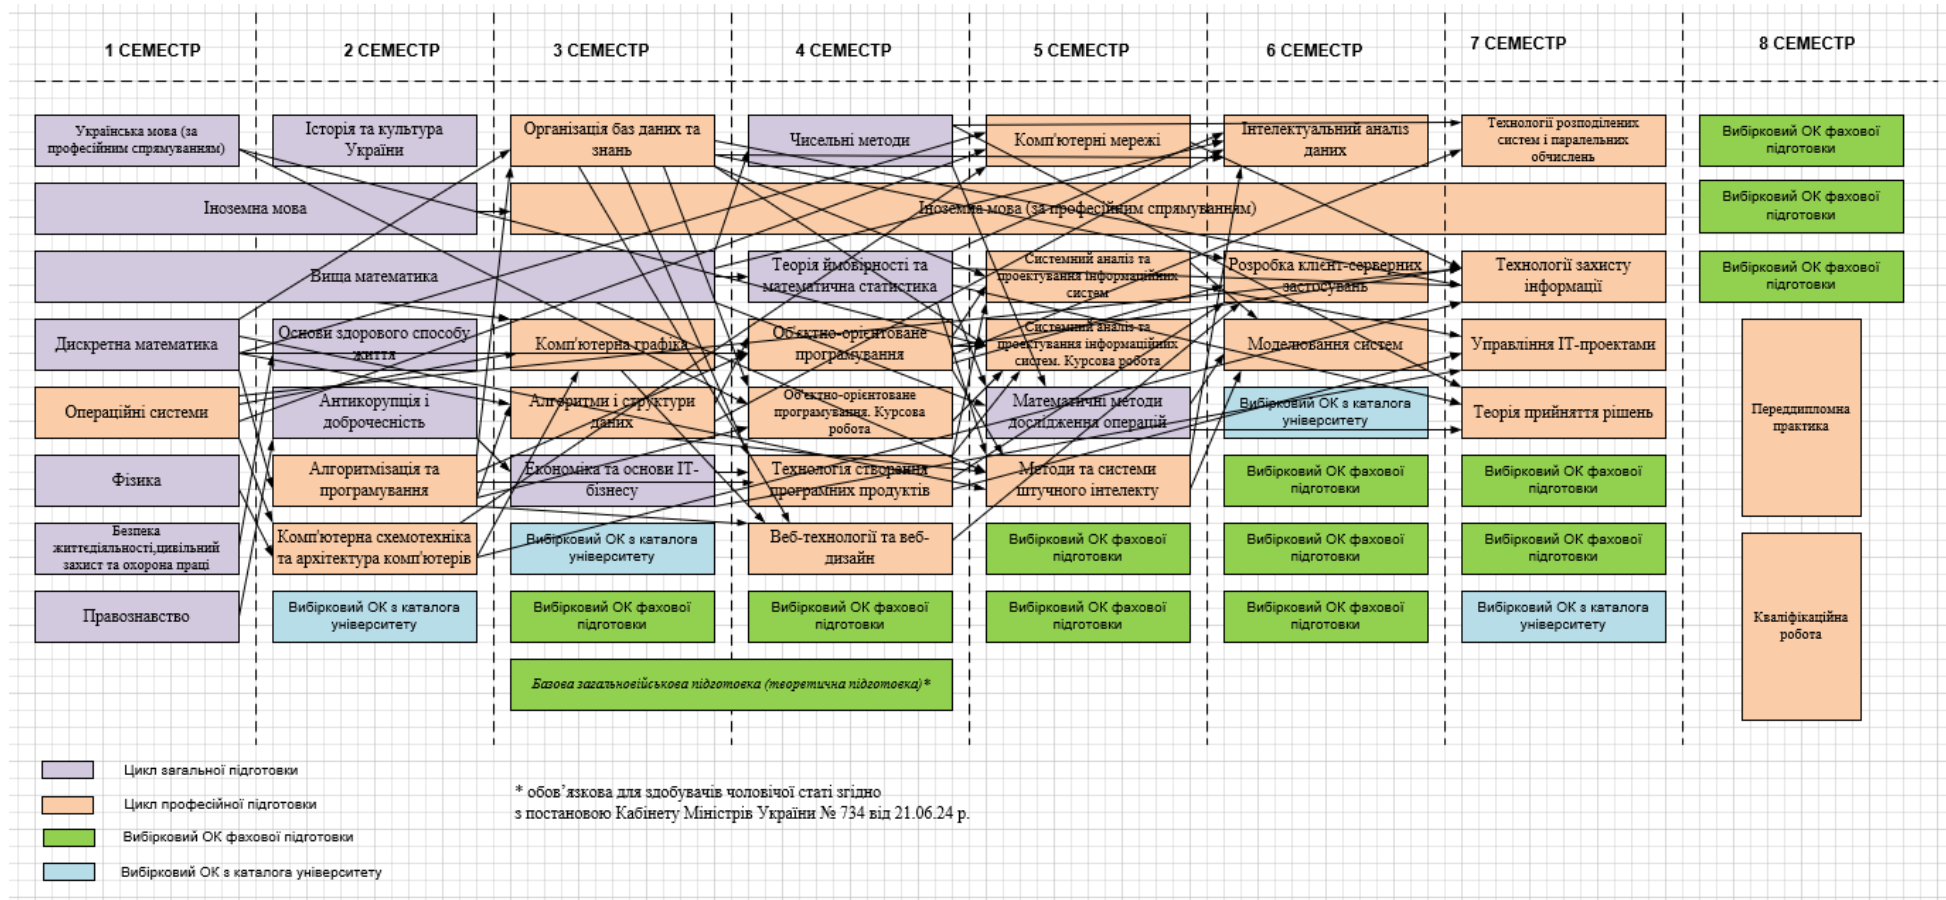 1 СЕМЕСТР
2 СЕМЕСТР
3 СЕМЕСТР
4 СЕМЕСТР
5 СЕМЕСТР
6 СЕМЕСТР
7 СЕМЕСТР
8 СЕМЕСТР
Українська мова (за
професійним спрямуванням)
Історія та культура
України
Організація баз даних та
знань
Чисельні методи
Комп'ютерні мережі
Інтелектуальний аналіз
даних
Технології розподілених
систем і паралельних
обчислень
Вибірковий ОК фахової
підготовки
Іноземна мова
Іноземна мова (за професійним спрямуванням)
Вибірковий ОК фахової
підготовки
Вища математика
Теорія ймовірності та
математична статистика
Системний аналіз та
проектування інформаційних
систем
Розробка клієнт-серверних
застосувань
Технології захисту
інформації
Вибірковий ОК фахової
підготовки
Дискретна математика
Основи здорового способу
життя
Комп'ютерна графіка
Об'єктно-орієнтоване
програмування
Системний аналіз та
проектування інформаційних
систем. Курсова робота
Моделювання систем
Управління ІТ-проектами
Операційні системи
Антикорупція і
доброчесність
Алгоритми і структури
даних
Об'єктно-орієнтоване
програмування. Курсова
робота
Математичні методи
дослідження операцій
Вибірковий ОК з каталога
університету
Теорія прийняття рішень
Переддипломна
практика
Фізика
Алгоритмізація та
програмування
Економіка та основи ІТ-
бізнесу
Технологія створення
програмних продуктів
Методи та системи
штучного інтелекту
Вибірковий ОК фахової
підготовки
Вибірковий ОК фахової
підготовки
Безпека
життєдіяльності,цивільний
захист та охорона праці
Комп'ютерна схемотехніка
та архітектура комп'ютерів
Вибірковий ОК з каталога
університету
Веб-технології та веб-
дизайн
Вибірковий ОК фахової
підготовки
Вибірковий ОК фахової
підготовки
Вибірковий ОК фахової
підготовки
Правознавство
Вибірковий ОК з каталога
університету
Вибірковий ОК фахової
підготовки
Вибірковий ОК фахової
підготовки
Вибірковий ОК фахової
підготовки
Вибірковий ОК фахової
підготовки
Вибірковий ОК з каталога
університету
Кваліфікаційна
робота
Базова загальновійськова підготовка (теоретична підготовка)*
Цикл загальної підготовки
Цикл професійної підготовки
Вибірковий ОК фахової підготовки
Вибірковий ОК з каталога університету
* обов’язкова для здобувачів чоловічої статі згідно
з постановою Кабінету Міністрів України № 734 від 21.06.24 р.